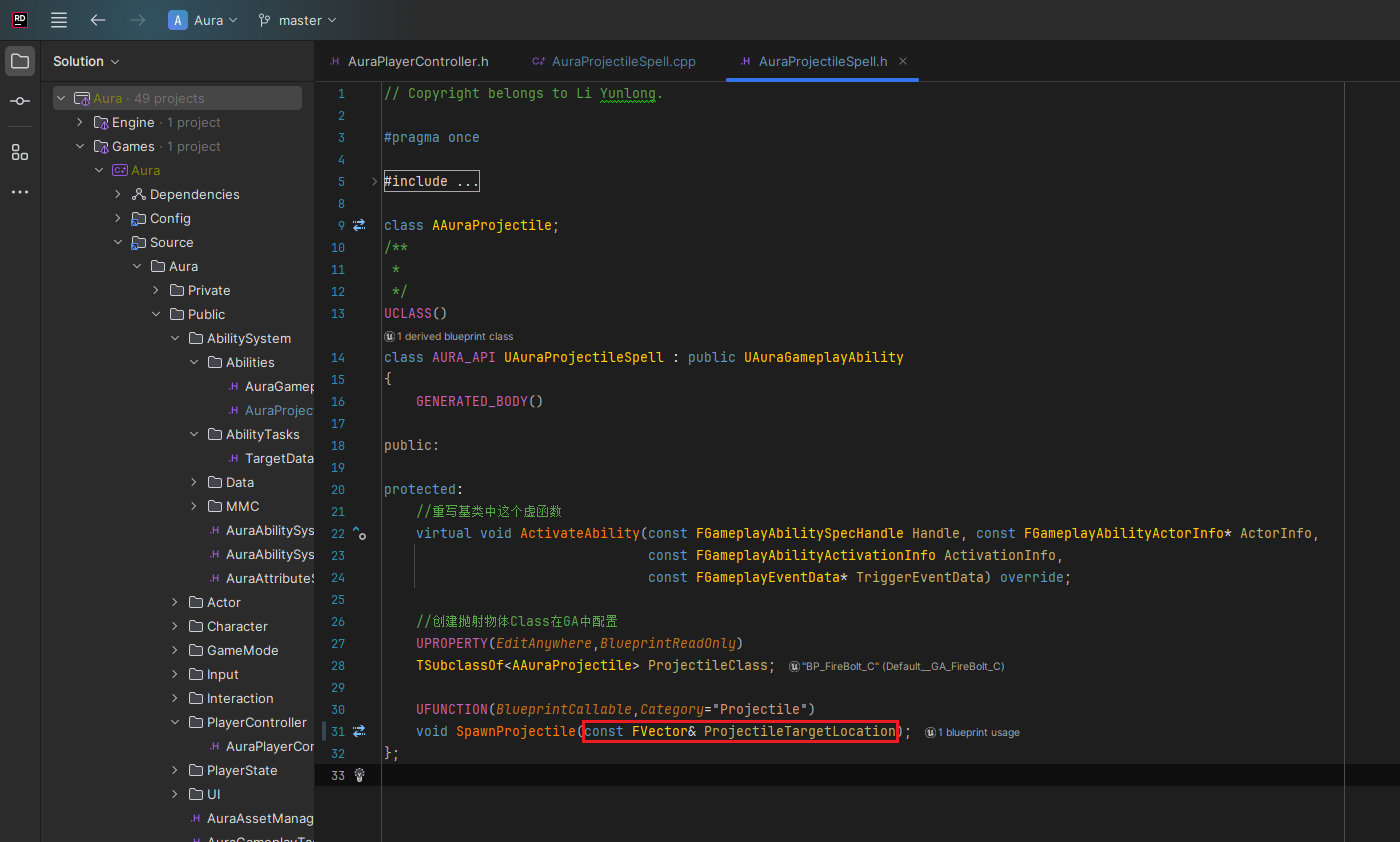 RD
A Aura master
Solution
AuraPlayerController.h
AuraProjectileSpell.cpp
AuraProjectileSpell.h
Aura · 49 projects
Engine · 1 project
Games · 1 project
Aura
Dependencies
Config
Source
Aura
Private
Public
AbilitySystem
Abilities
AuraGamep
AuraProjec
AbilityTasks
TargetData
Data
MMC
AuraAbilitySys
AuraAbilitySys
AuraAttributeS
Actor
Character
GameMode
Input
Interaction
PlayerController
AuraPlayerCor
PlayerState
UI
AuraAssetManag
1 // Copyright belongs to Li Yunlong.
2
3 #pragma once
4
5 #include ...
8
9 class AAuraProjectile;
10 /**
11 *
12 */
13 UCLASS()
1 derived blueprint class
14 class AURA_API UAuraProjectileSpell : public UAuraGameplayAbility
15 {
16 GENERATED_BODY()
17
18 public:
19
20 protected:
21 //重写基类中这个虚函数
22 virtual void ActivateAbility(const FGameplayAbilitySpecHandle Handle, const FGameplayAbilityActorInfo* ActorInfo,
23 const FGameplayAbilityActivationInfo ActivationInfo,
24 const FGameplayEventData* TriggerEventData) override;
25
26 //创建抛射物体Class在GA中配置
27 UPROPERTY(EditAnywhere,BlueprintReadOnly)
28 TSubclassOf<AAuraProjectile> ProjectileClass; "BP_FireBolt_C" (Default__GA_FireBolt_C)
29
30 UFUNCTION(BlueprintCallable,Category="Projectile")
31 void SpawnProjectile(const FVector& ProjectileTargetLocation); 1 blueprint usage
32 };
33